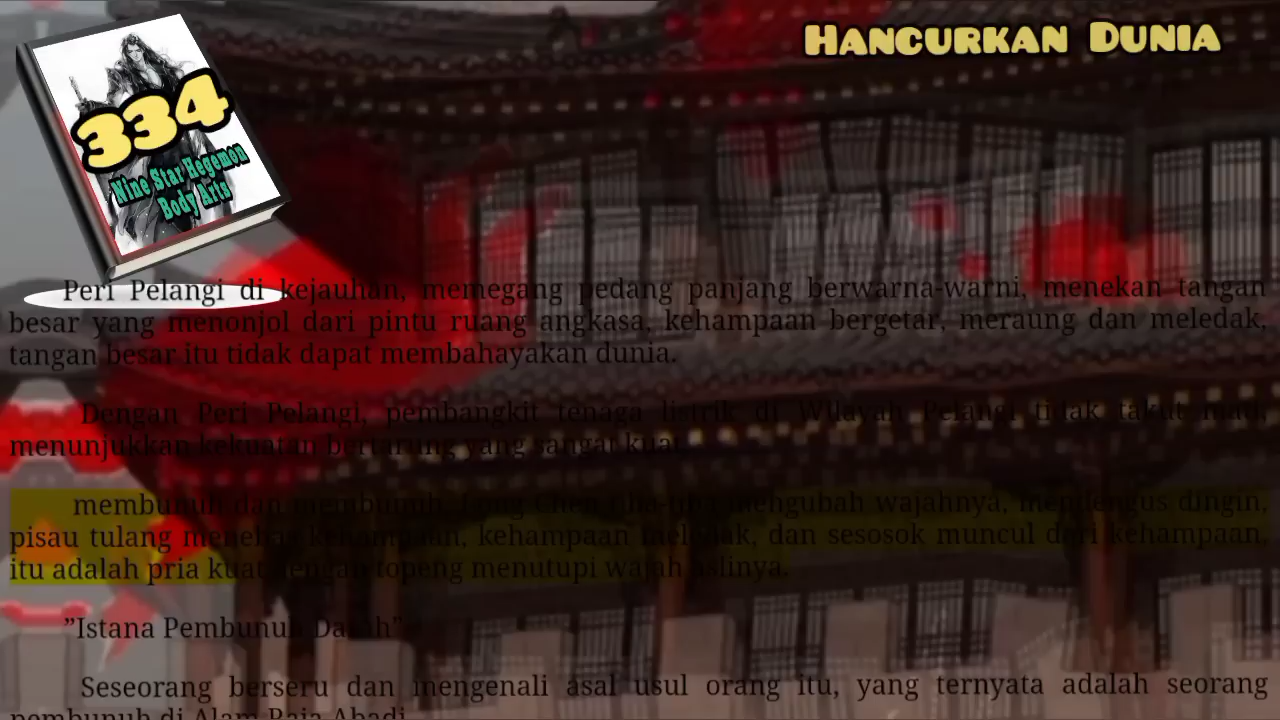 Hancurkan Dunia
334
Nine Star Hegemon
Body Arts
Peri Pelangi di kejauhan, memegang pedang panjang berwarna-warni, menekan tangan
besar yang menonjol dari pintu ruang angkasa, kehampaan bergetar, meraung dan meledak,
tangan besar itu tidak dapat membahayakan dunia.
Dengan Peri Pelangi, pembangkit tenaga listrik di Wilayah Pelangi tidak takut mati,
menunjukkan kekuatan bertarung yang sangat kuat.
membunuh dan membunuh, Long Chen tiba-tiba mengubah wajahnya, mendengus dingin,
pisau tulang menebas kehampaan, kehampaan meledak, dan sesosok muncul dari kehampaan,
itu adalah pria kuat dengan topeng menutupi wajah aslinya.
”Istana Pembunuh Darah”
Seseorang berseru dan mengenali asal usul orang itu, yang ternyata adalah seorang
pembunuh di Alam Raja Abadi.